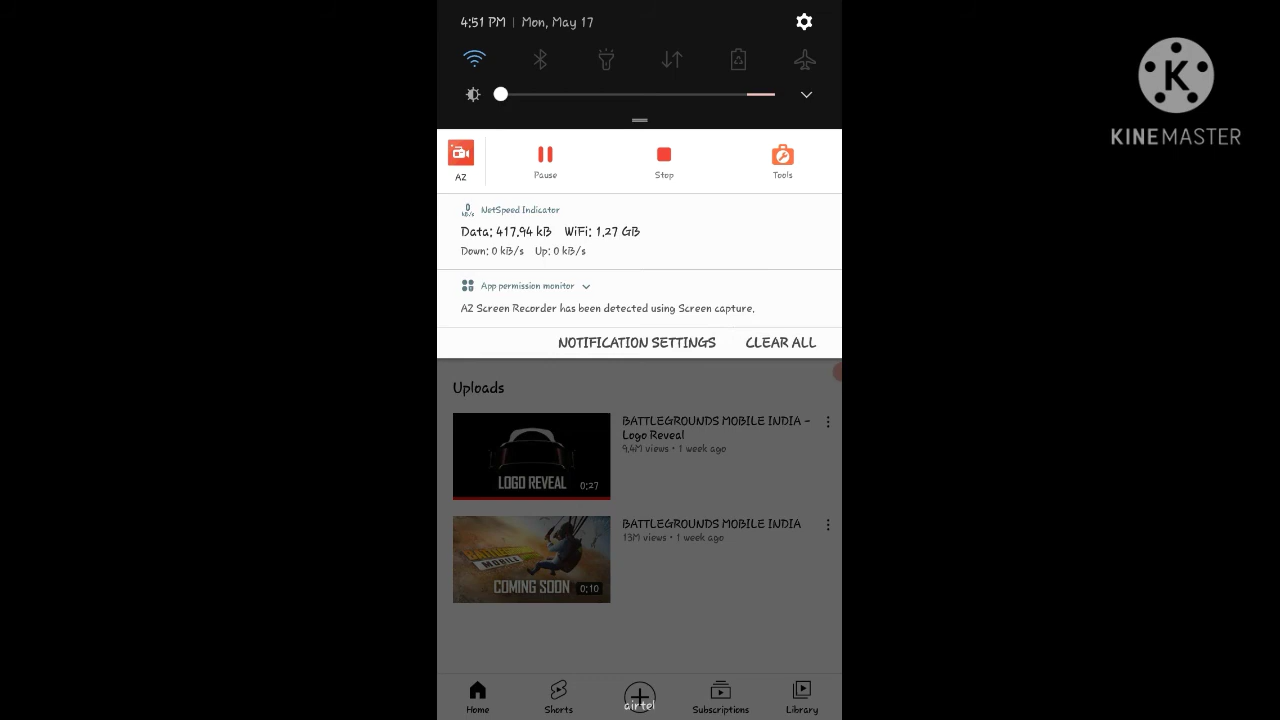 4:51 PM | Mon, May 17
K
KINEMASTER
AZ
Pause
Stop
Tools
0 KB/s
NetSpeed Indicator
Data: 417.94 kB WiFi: 1.27 GB
Down: 0 kB/s Up: 0 kB/s
App permission monitor
AZ Screen Recorder has been detected using Screen capture.
NOTIFICATION SETTINGS
CLEAR ALL
Uploads
LOGO REVEAL
0:27
BATTLEGROUNDS MOBILE INDIA -
Logo Reveal
9.4M views • 1 week ago
BATTLEGROUNDS
MOBILE
COMING SOON
0:10
BATTLEGROUNDS MOBILE INDIA
13M views • 1 week ago
Home
Shorts
airtel
Subscriptions
Library